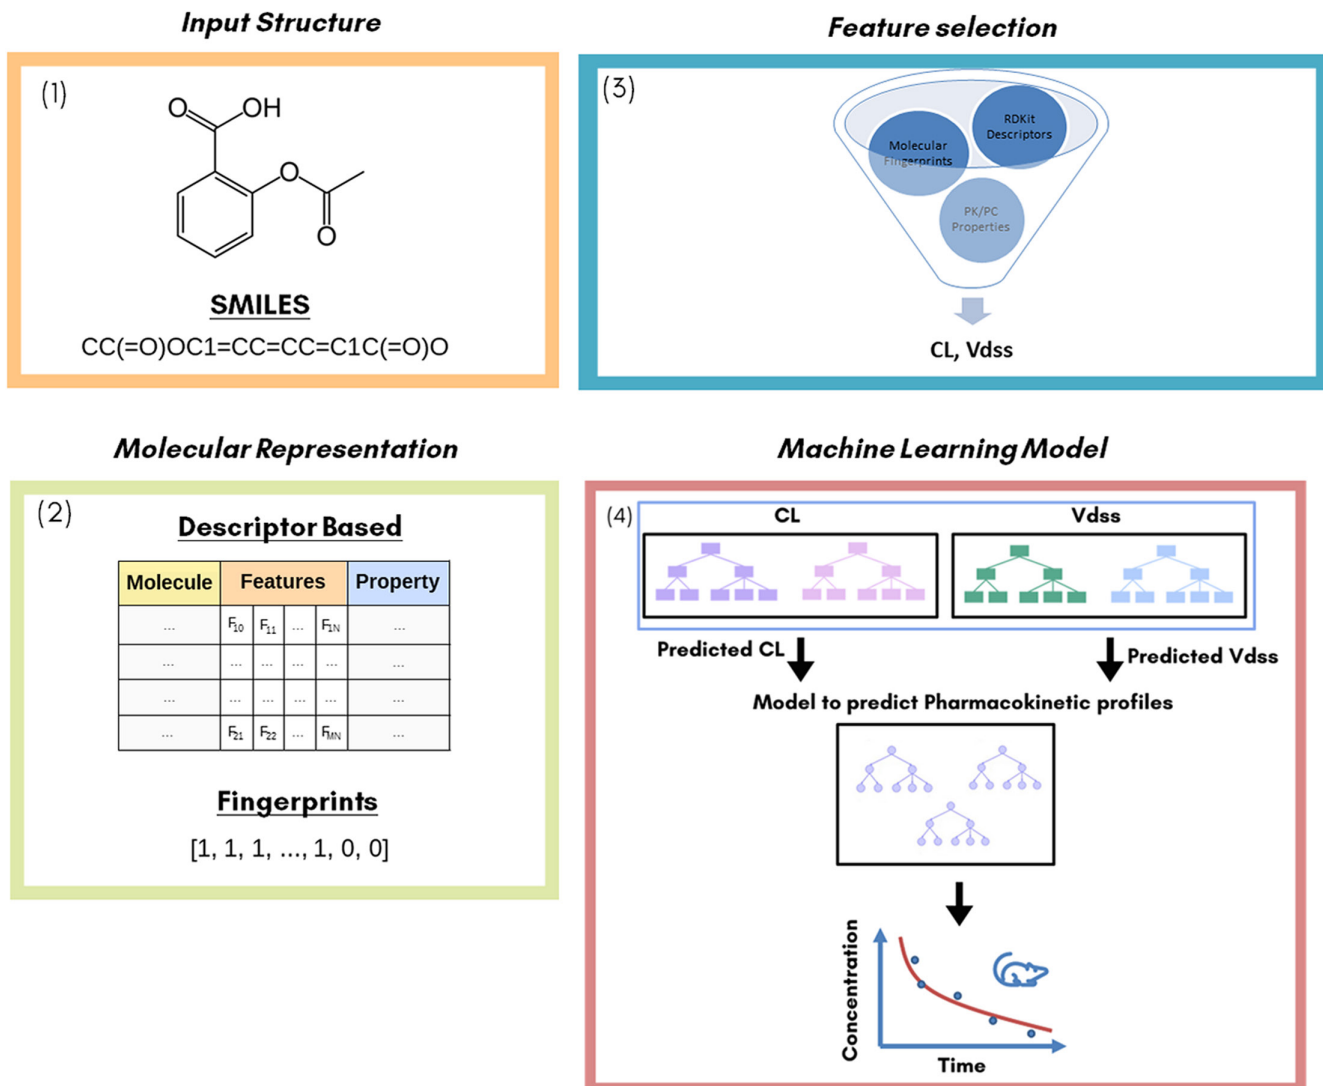 Input Structure
(1)
O
OH
O
O
SMILES
CC(=O)OC1=CC=CC=C1C(=O)O
Feature selection
(3)
RDKit
Descriptors
Molecular
Fingerprints
PK/PC
Properties
CL, Vdss
Molecular Representation
(2)
Descriptor Based
Molecule Features Property
... F10 F11 ... F1N ...
... ... ... ... ... ...
... ... ... ... ... ...
... F21 F22 ... FMN ...
Fingerprints
[1, 1, 1, ..., 1, 0, 0]
Machine Learning Model
(4)
CL Vdss
Predicted CL Predicted Vdss
Model to predict Pharmacokinetic profiles
Concentration
Time